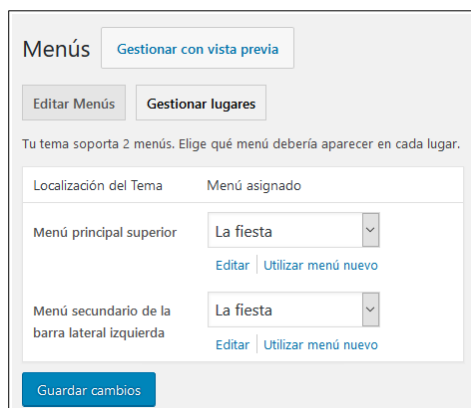 Menús Gestionar con vista previa
Editar Menús Gestionar lugares
Tu tema soporta 2 menús. Elige qué menú debería aparecer en cada lugar.
Localización del Tema Menú asignado
Menú principal superior La fiesta
Editar Utilizar menú nuevo
Menú secundario de la La fiesta
barra lateral izquierda
Editar Utilizar menú nuevo
Guardar cambios